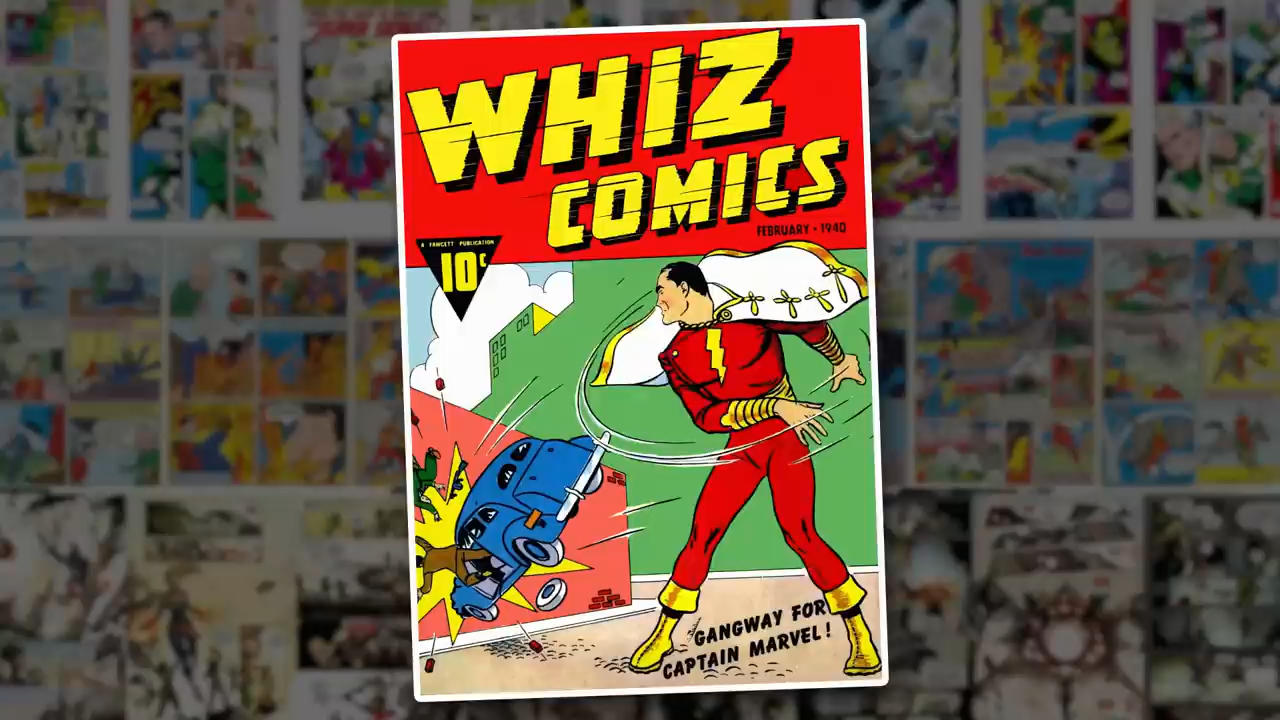 WHIZ
COMICS
FEBRUARY • 1940
A FAWCETT PUBLICATION
10¢
GANGWAY FOR
CAPTAIN MARVEL!